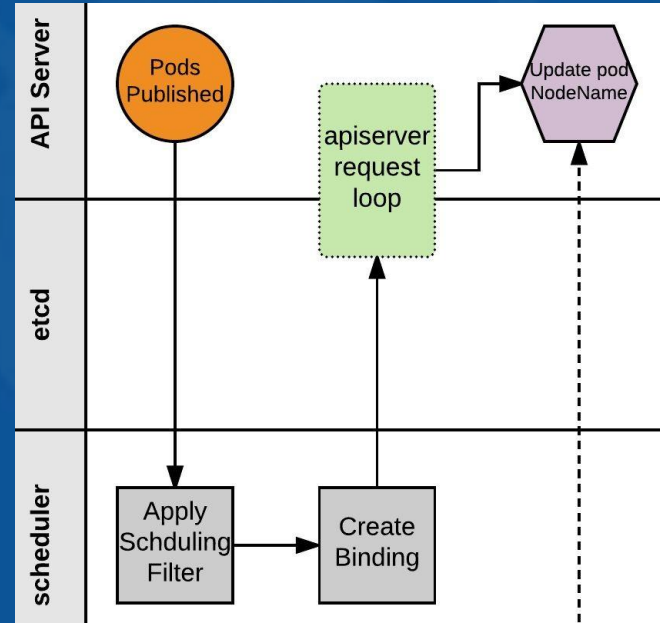 API Server
Pods
Published
apiserver
request
loop
Update pod
NodeName
etcd
scheduler
Apply
Schduling
Filter
Create
Binding